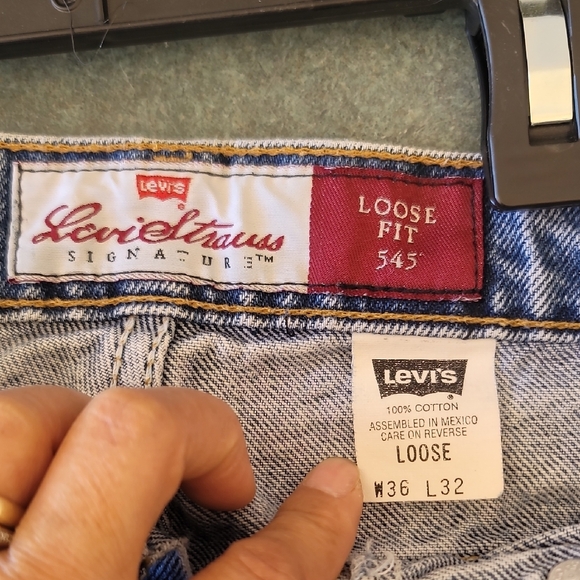 Levi's
Levi Strauss
SIGNATURE™
LOOSE
FIT
545
LEVI'S
100% COTTON
ASSEMBLED IN MEXICO
CARE ON REVERSE
LOOSE
W36 L32